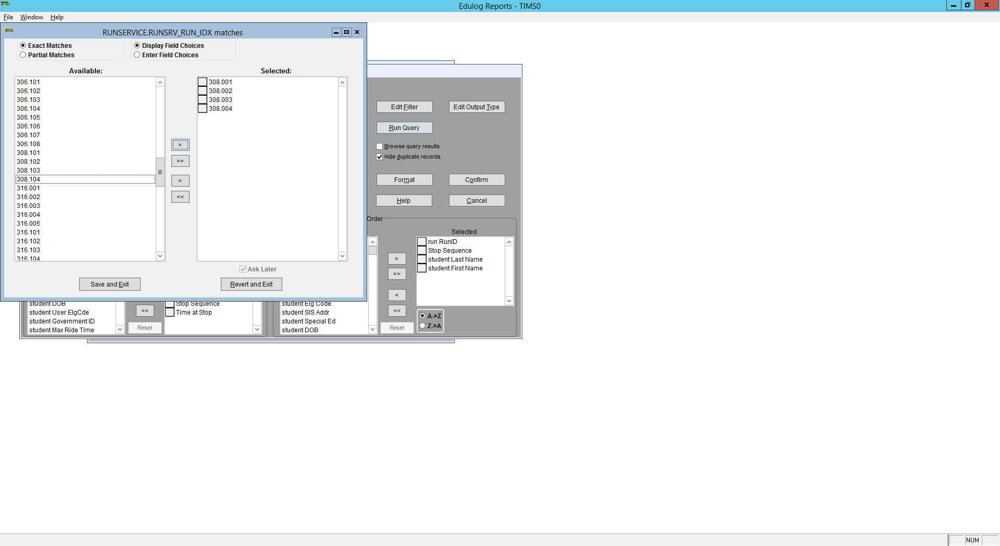 Edulog Reports - TIMS0
File Window Help
RUNSERVICE.RUNSRV_RUN_IDX matches
Exact Matches
Partial Matches
Display Field Choices
Enter Field Choices
Available:
306.101
306.102
306.103
306.104
306.105
306.106
306.107
306.108
308.101
308.102
308.103
308.104
316.001
316.002
316.003
316.004
316.005
316.101
316.102
316.103
316.104
>
>>
<
<<
Selected:
308.001
308.002
308.003
308.004
Ask Later
Save and Exit
Revert and Exit
Edit Filter
Edit Output Type
Run Query
Browse query results
Hide duplicate records
Format
Confirm
Help
Cancel
Order
Selected
run RunID
Stop Sequence
student Last Name
student First Name
>
>>
<
<<
Reset
A->Z
Z->A
student DOB
student User ElgCde
student Government ID
student Max Ride Time
<<
Reset
Stop Sequence
Time at Stop
student Elg Code
student SIS Addr
student Special Ed
student DOB
NUM